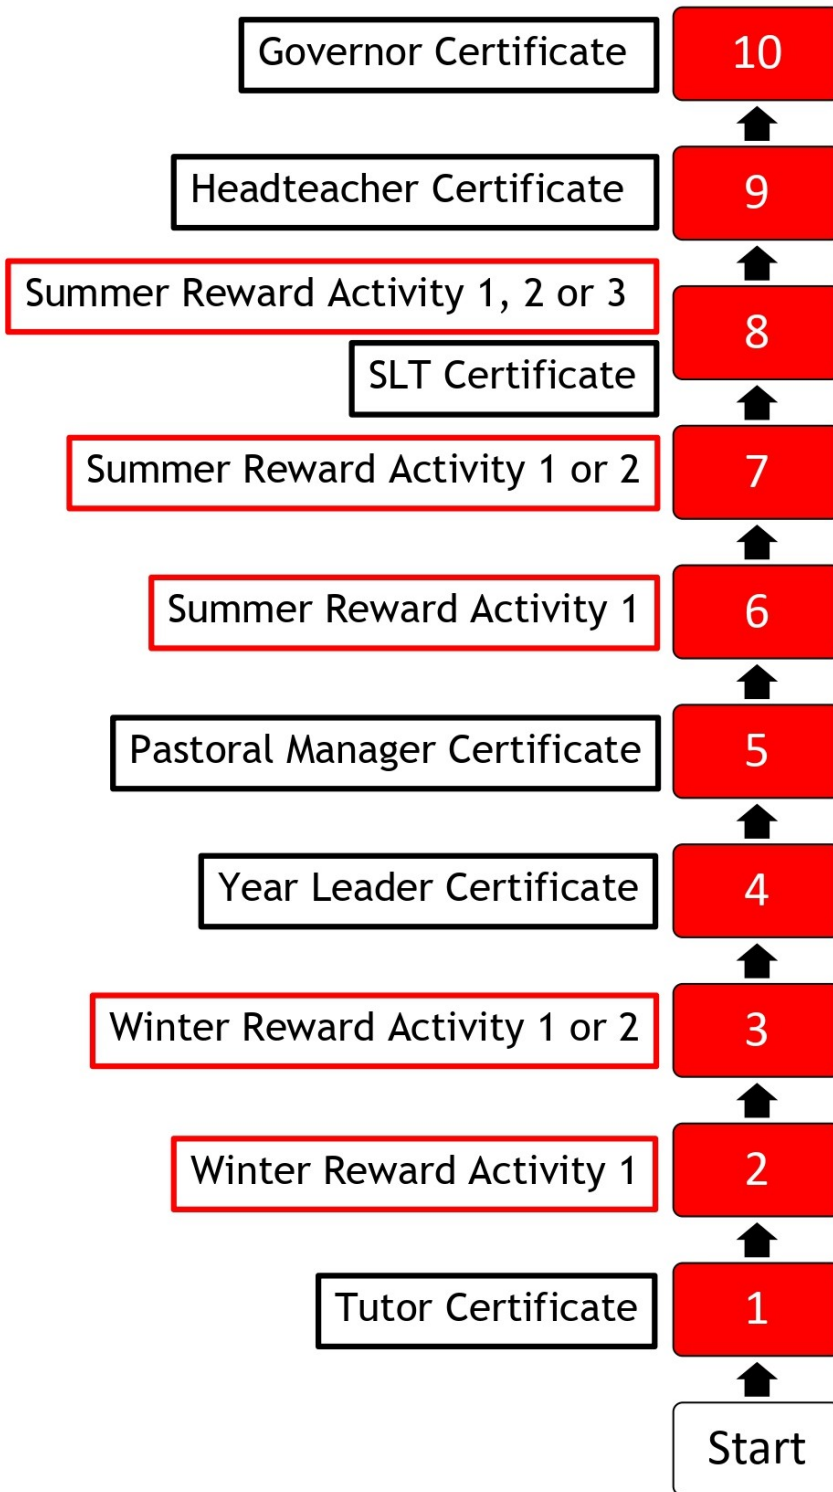 Governor Certificate 10
Headteacher Certificate 9
Summer Reward Activity 1, 2 or 3
8
SLT Certificate
Summer Reward Activity 1 or 2 7
Summer Reward Activity 1 6
Pastoral Manager Certificate 5
Year Leader Certificate 4
Winter Reward Activity 1 or 2 3
Winter Reward Activity 1 2
Tutor Certificate 1
Start